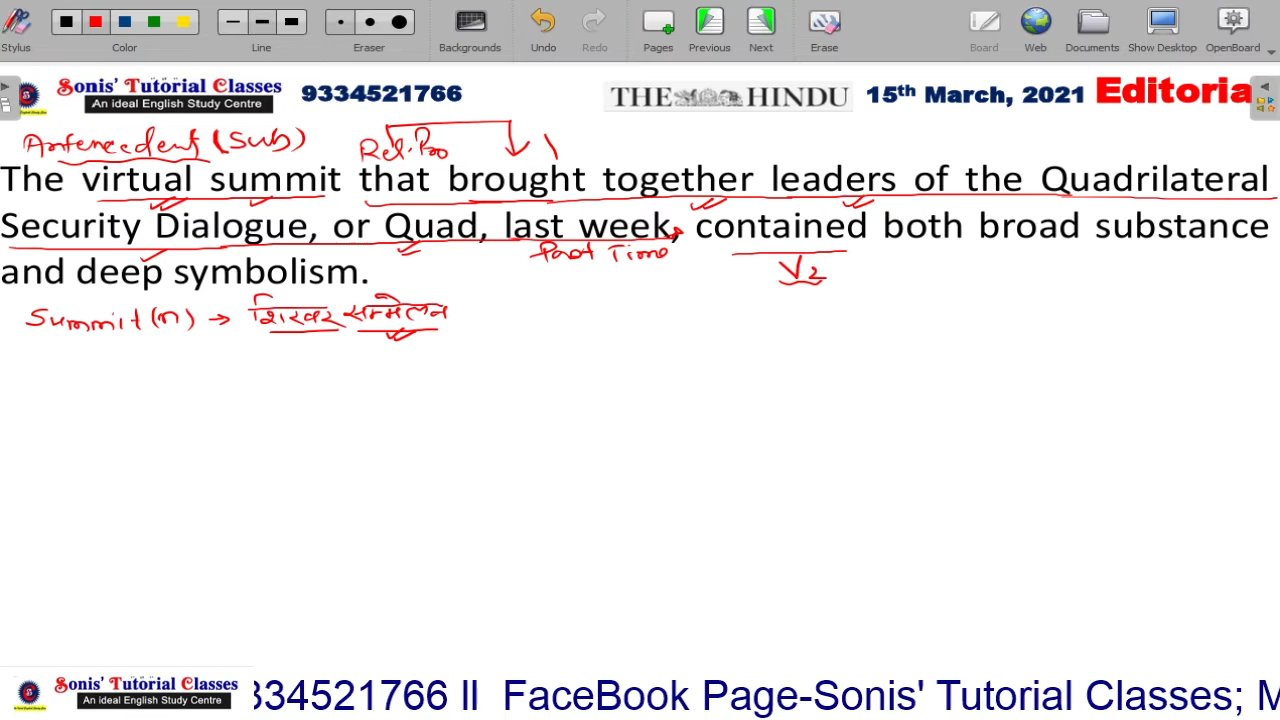 Stylus Color Line Eraser Backgrounds Undo Redo Pages Previous Next Erase Board Web Documents Show Desktop OpenBoard
Sonis' Tutorial Classes
An ideal English Study Centre
9334521766
THE HINDU
15th March, 2021 Editoria
Antenecedent (Sub) Rel. Pro
The virtual summit that brought together leaders of the Quadrilateral
Security Dialogue, or Quad, last week, contained both broad substance
Past Time V2
and deep symbolism.
Summit (n) → शिखर सम्मेलन
Sonis' Tutorial Classes
An ideal English Study Centre
334521766 ll FaceBook Page-Sonis' Tutorial Classes; M